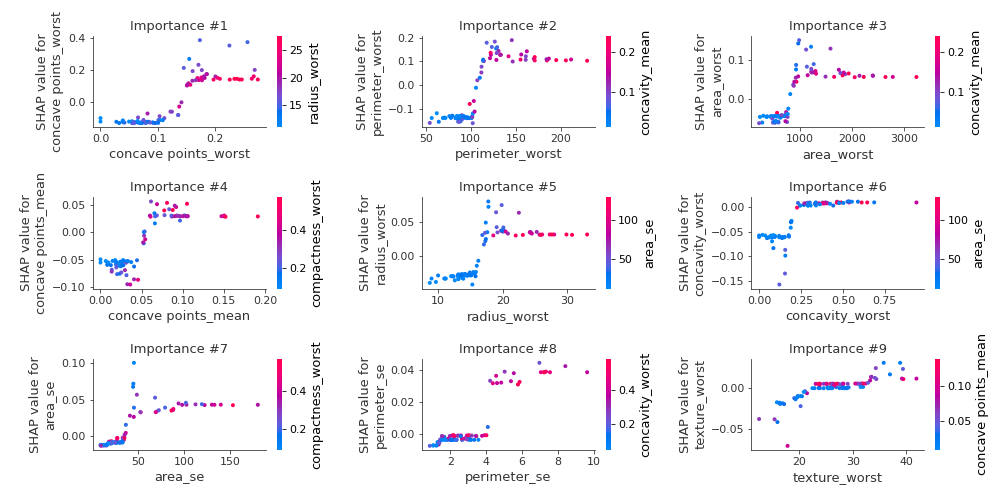 Importance #1
SHAP value for
concave points_worst
0.4
0.2
0.0
0.0
0.1
0.2
concave points_worst
25
20
15
radius_worst
Importance #2
SHAP value for
perimeter_worst
0.2
0.1
0.0
−0.1
50
100
150
200
perimeter_worst
0.2
0.1
concavity_mean
Importance #3
SHAP value for
area_worst
0.1
0.0
1000
2000
3000
area_worst
0.2
0.1
concavity_mean
Importance #4
SHAP value for
concave points_mean
0.05
0.00
−0.05
−0.10
0.00
0.05
0.10
0.15
0.20
concave points_mean
0.4
0.2
compactness_worst
Importance #5
SHAP value for
radius_worst
0.05
0.00
10
20
30
radius_worst
100
50
area_se
Importance #6
SHAP value for
concavity_worst
0.00
−0.05
−0.10
−0.15
0.00
0.25
0.50
0.75
concavity_worst
100
50
area_se
Importance #7
SHAP value for
area_se
0.10
0.05
0.00
50
100
150
area_se
0.4
0.2
compactness_worst
Importance #8
SHAP value for
perimeter_se
0.04
0.02
0.00
2
4
6
8
10
perimeter_se
0.4
0.2
concavity_worst
Importance #9
SHAP value for
texture_worst
0.00
−0.05
20
30
40
texture_worst
0.10
0.05
concave points_mean